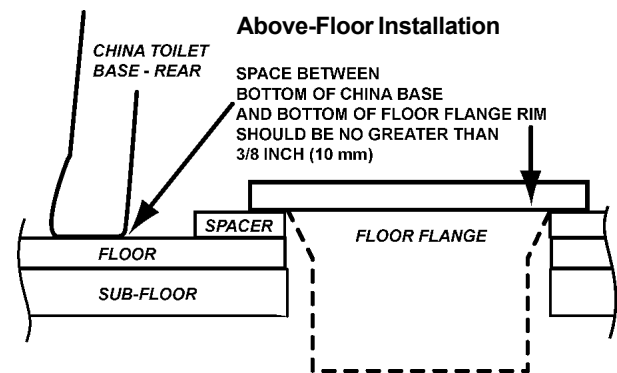 Above-Floor Installation
CHINA TOILET
BASE - REAR
SPACE BETWEEN
BOTTOM OF CHINA BASE
AND BOTTOM OF FLOOR FLANGE RIM
SHOULD BE NO GREATER THAN
3/8 INCH (10 mm)
SPACER
FLOOR FLANGE
FLOOR
SUB-FLOOR